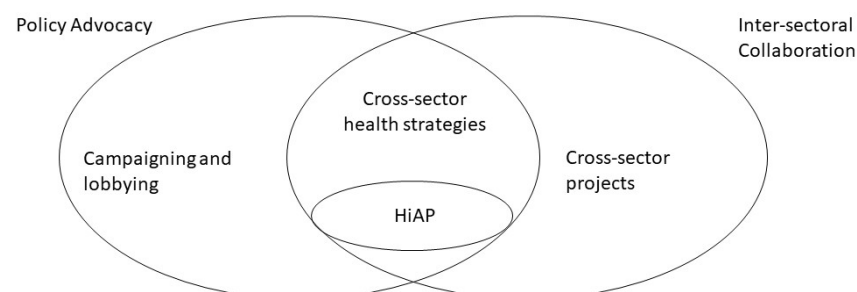 Policy Advocacy
Inter-sectoral
Collaboration
Cross-sector
health strategies
Campaigning and
lobbying
Cross-sector
projects
HiAP